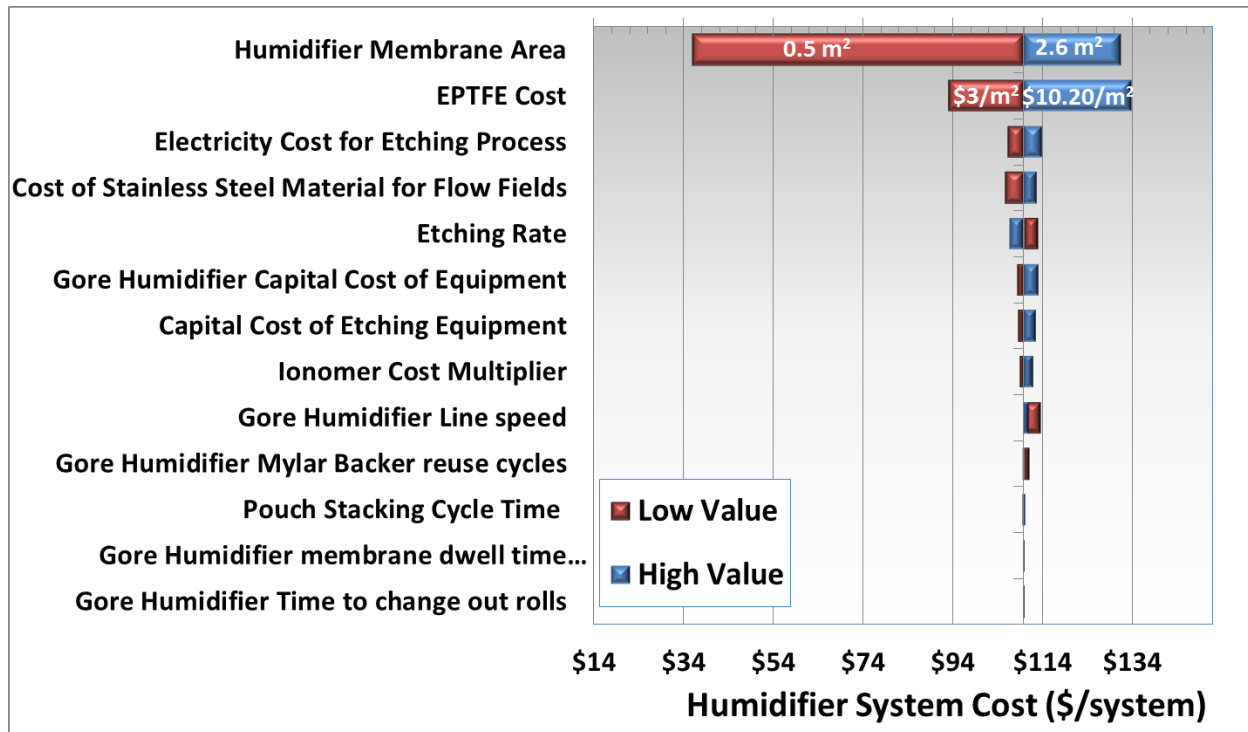 Humidifier Membrane Area
0.5 m²
2.6 m²
EPTFE Cost
$3/m²
$10.20/m²
Electricity Cost for Etching Process
Cost of Stainless Steel Material for Flow Fields
Etching Rate
Gore Humidifier Capital Cost of Equipment
Capital Cost of Etching Equipment
Ionomer Cost Multiplier
Gore Humidifier Line speed
Gore Humidifier Mylar Backer reuse cycles
Pouch Stacking Cycle Time
Gore Humidifier membrane dwell time...
Gore Humidifier Time to change out rolls
Low Value
High Value
$14 $34 $54 $74 $94 $114 $134
Humidifier System Cost ($/system)